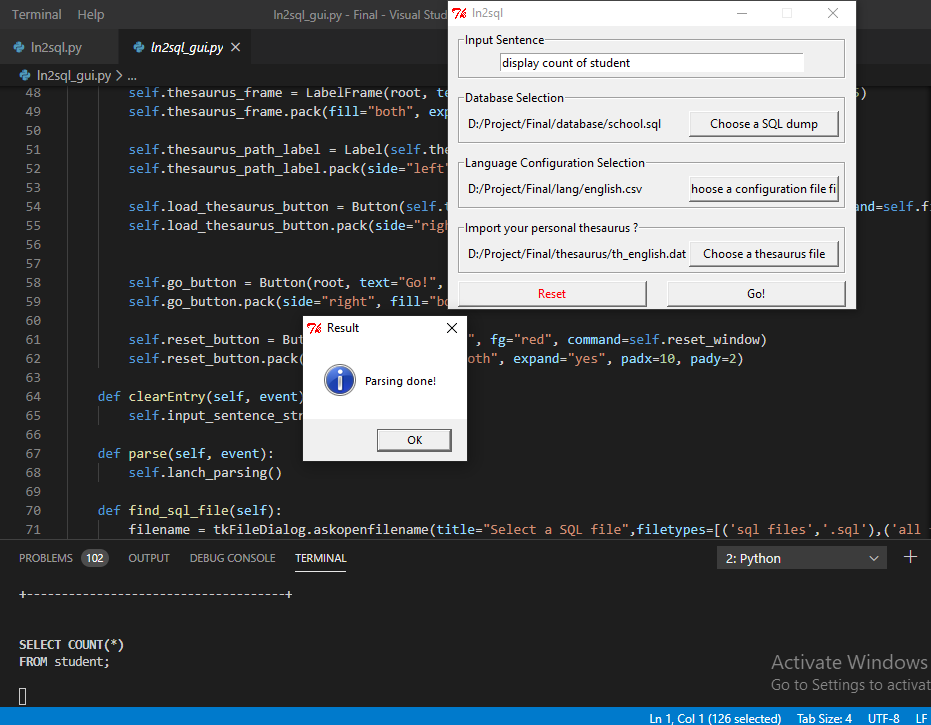 Terminal Help
ln2sql_gui.py - Final - Visual Stud
ln2sql.py
ln2sql_gui.py
ln2sql_gui.py > ...
48 self.thesaurus_frame = LabelFrame(root, te
49 self.thesaurus_frame.pack(fill="both", exp
50
51 self.thesaurus_path_label = Label(self.the
52 self.thesaurus_path_label.pack(side="left"
53
54 self.load_thesaurus_button = Button(self.t and=self.fi
55 self.load_thesaurus_button.pack(side="righ
56
57
58 self.go_button = Button(root, text="Go!",
59 self.go_button.pack(side="right", fill="bo
60
61 self.reset_button = But ", fg="red", command=self.reset_window)
62 self.reset_button.pack( oth", expand="yes", padx=10, pady=2)
63
64 def clearEntry(self, event)
65 self.input_sentence_str
66
67 def parse(self, event):
68 self.lanch_parsing()
69
70 def find_sql_file(self):
71 filename = tkFileDialog.askopenfilename(title="Select a SQL file",filetypes=[('sql files','.sql'),('all
ln2sql
Input Sentence
display count of student
Database Selection
D:/Project/Final/database/school.sql
Choose a SQL dump
Language Configuration Selection
D:/Project/Final/lang/english.csv
hoose a configuration file fi
Import your personal thesaurus ?
D:/Project/Final/thesaurus/th_english.dat
Choose a thesaurus file
Reset
Go!
Result
Parsing done!
OK
PROBLEMS 102 OUTPUT DEBUG CONSOLE TERMINAL
2: Python
+-------------------------------------+
SELECT COUNT(*)
FROM student;
Activate Windows
Go to Settings to activat
Ln 1, Col 1 (126 selected) Tab Size: 4 UTF-8 LF